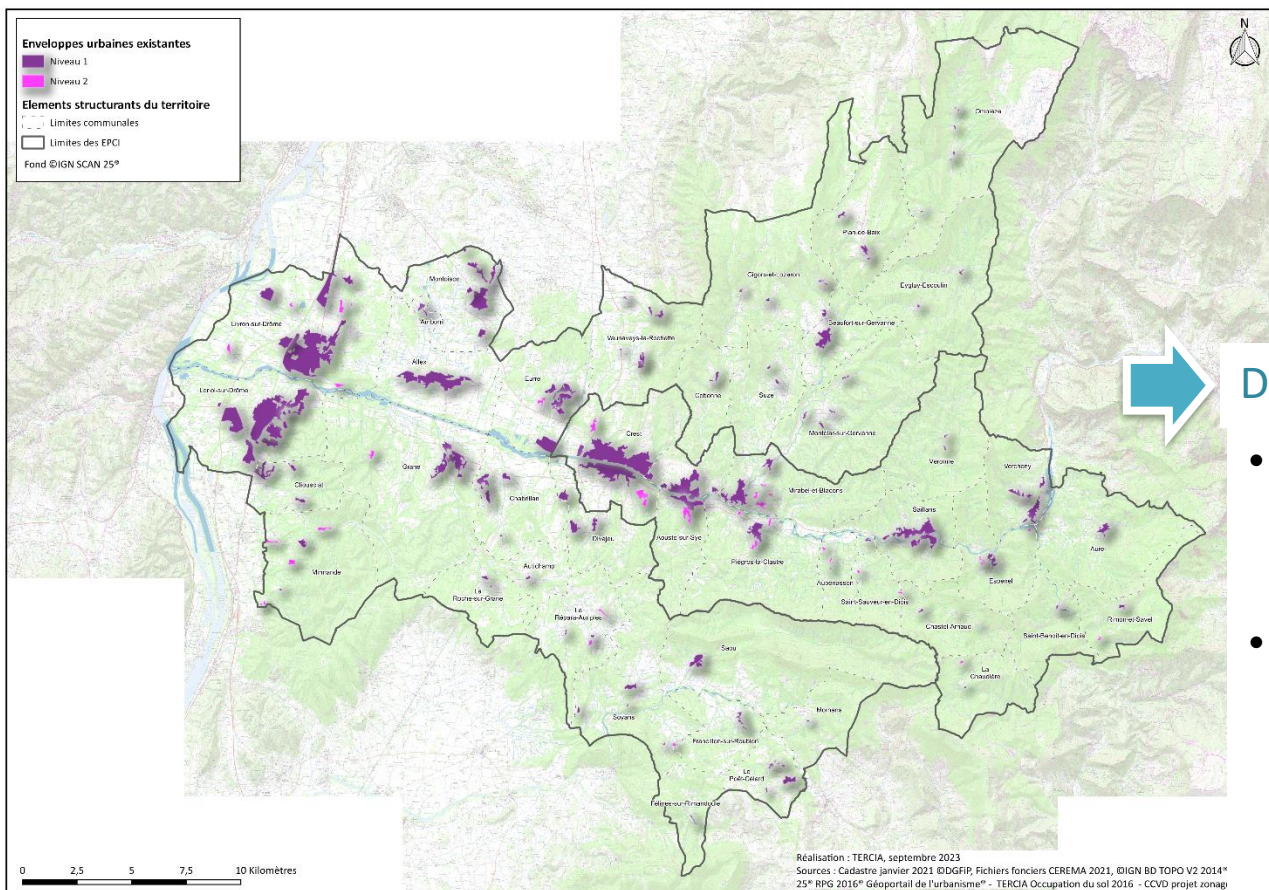 Enveloppes urbaines existantes
Niveau 1
Niveau 2
Elements structurants du territoire
Limites communales
Limites des EPCI
Fond ©IGN SCAN 25®
N
Omblèze
Plan-de-Baix
Gigors-et-Lozeron
Eygluy-Escoulin
Montoison
Ambonil
Livron-sur-Drôme
Beaufort-sur-Gervanne
Vaunaveys-la-Rochette
Allex
Eurre
Loriol-sur-Drôme
Cobonne
Suze
D
Crest
Montclar-sur-Gervanne
Véronne
Vercheny
Grane
Chabrillan
Mirabel-et-Blacons
Cliousclat
Saillans
Divajeu
Aouste-sur-Sye
Aurel
Piégros-la-Clastre
Autichamp
Mirmande
Aubenasson
Espenel
La
Roche-sur-Grane
Saint-Sauveur-en-Diois
La
Répara-Auriples
Chastel-Arnaud
Saint-Benoit-en-Diois
Rimon-et-Savel
Saou
La
Chaudière
Soyans
Mornans
Francillon-sur-Roubion
Le
Poët-Célard
Félines-sur-Rimandoule
0 2,5 5 7,5 10 Kilomètres
Réalisation : TERCIA, septembre 2023
Sources : Cadastre janvier 2021 ©DGFiP, Fichiers fonciers CEREMA 2021, ©IGN BD TOPO V2 2014®
25® RPG 2016® Géoportail de l'urbanisme® - TERCIA Occupation du sol 2016 - CCVD projet zonag